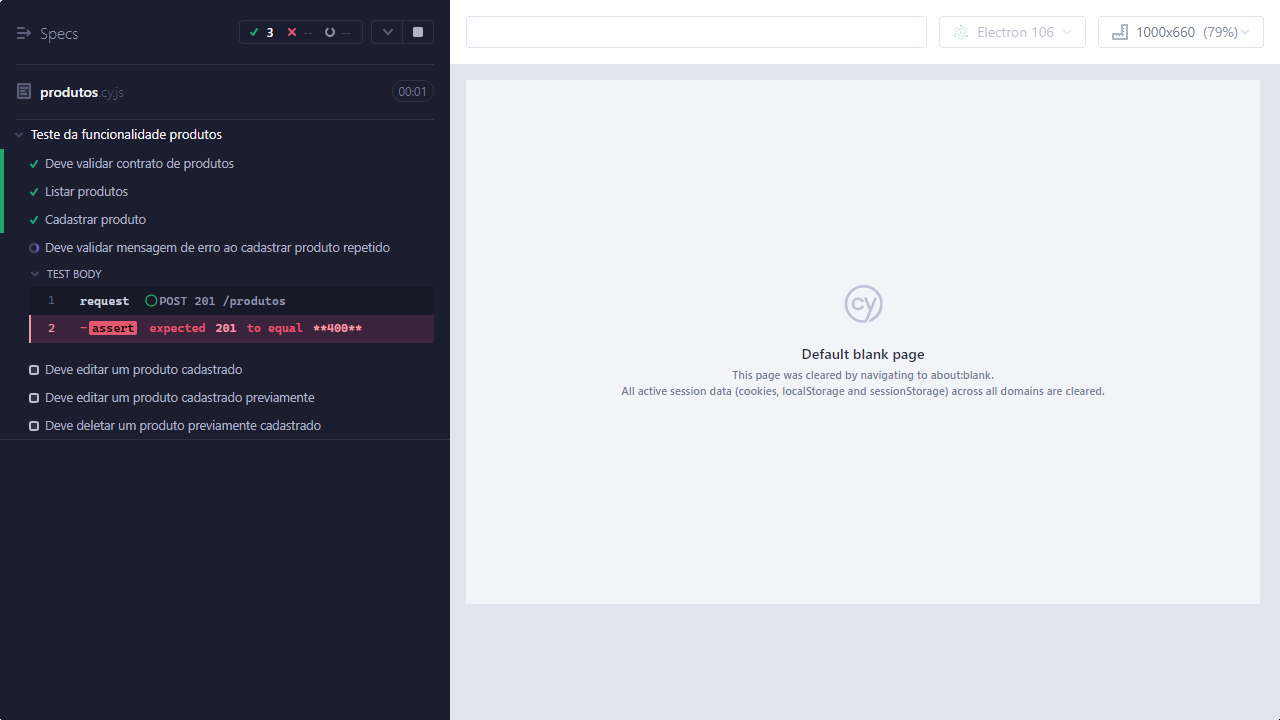 Specs
3 -- --
produtos.cy.js 00:01
Teste da funcionalidade produtos
Deve validar contrato de produtos
Listar produtos
Cadastrar produto
Deve validar mensagem de erro ao cadastrar produto repetido
TEST BODY
1 request POST 201 /produtos
2 -assert expected 201 to equal **400**
Deve editar um produto cadastrado
Deve editar um produto cadastrado previamente
Deve deletar um produto previamente cadastrado
Electron 106
1000x660 (79%)
cy
Default blank page
This page was cleared by navigating to about:blank.
All active session data (cookies, localStorage and sessionStorage) across all domains are cleared.